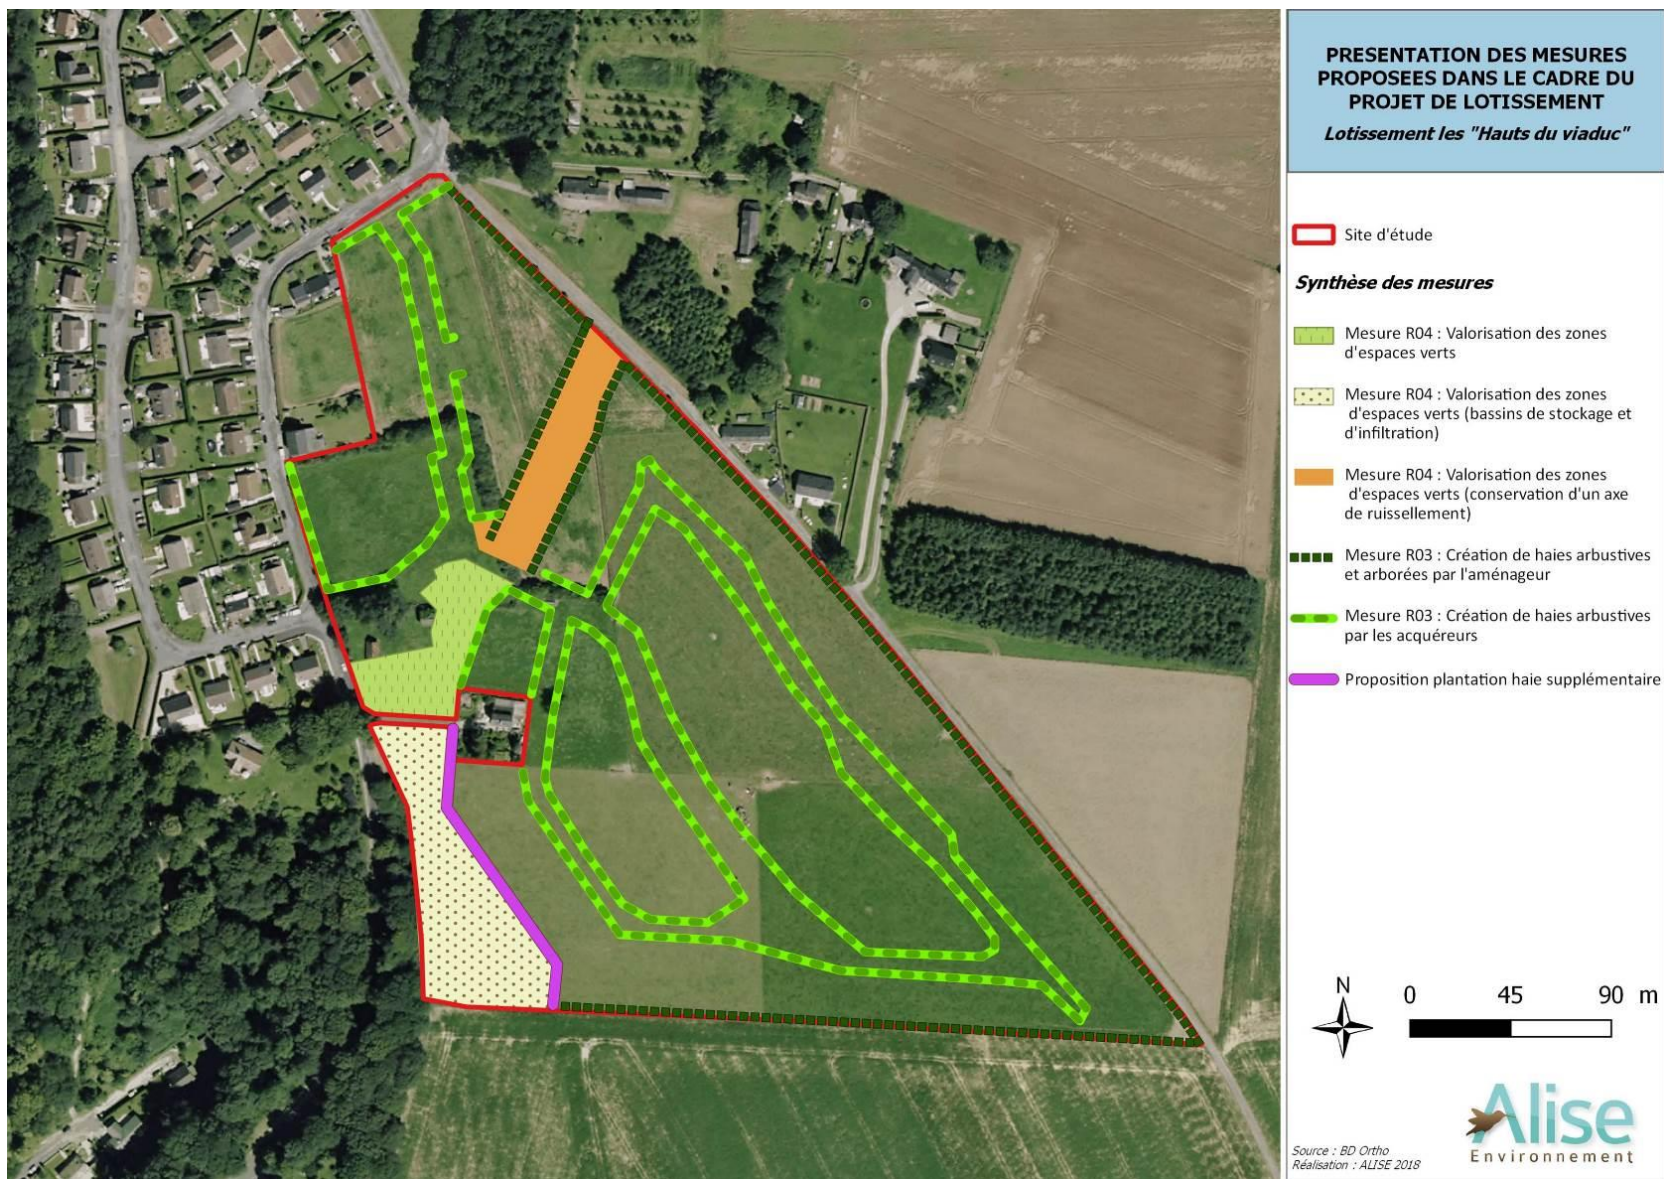 PRESENTATION DES MESURES
PROPOSEES DANS LE CADRE DU
PROJET DE LOTISSEMENT
Lotissement les "Hauts du viaduc"
Site d'étude
Synthèse des mesures
Mesure R04 : Valorisation des zones
d'espaces verts
Mesure R04 : Valorisation des zones
d'espaces verts (bassins de stockage et
d'infiltration)
Mesure R04 : Valorisation des zones
d'espaces verts (conservation d'un axe
de ruissellement)
Mesure R03 : Création de haies arbustives
et arborées par l'aménageur
Mesure R03 : Création de haies arbustives
par les acquéreurs
Proposition plantation haie supplémentaire
N
0 45 90 m
Alise
Environnement
Source : BD Ortho
Réalisation : ALISE 2018